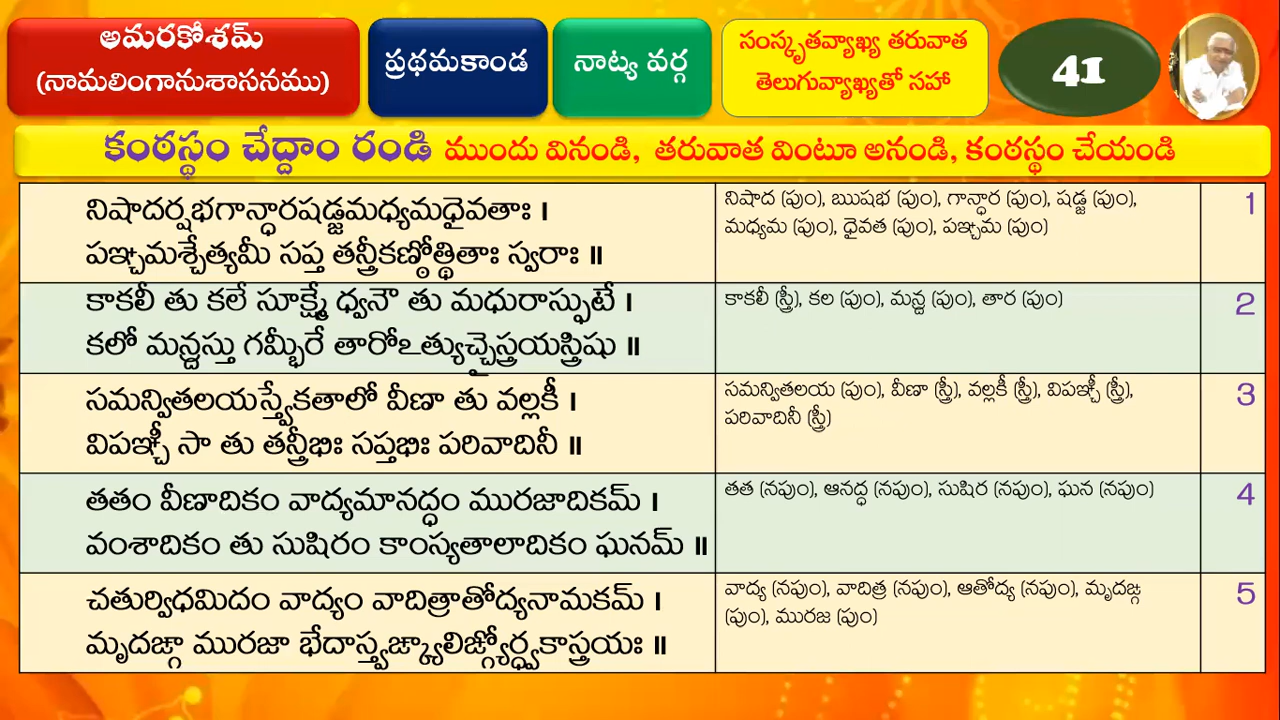 అమరకోశమ్
(నామలింగానుశాసనము)
ప్రథమకాండ
నాట్య వర్గ
సంస్కృతవ్యాఖ్య తరువాత
తెలుగువ్యాఖ్యతో సహా
41
కంఠస్థం చేద్దాం రండి ముందు వినండి, తరువాత వింటూ అనండి, కంఠస్థం చేయండి
నిషాదర్షభగాన్ధారషడ్జమధ్యమధైవతాః ।
పఞ్చమశ్చేత్యమీ సప్త తన్త్రీకణ్ఠోత్థితాః స్వరాః ॥
నిషాద (పుం), ఋషభ (పుం), గాన్ధార (పుం), షడ్జ (పుం),
మధ్యమ (పుం), ధైవత (పుం), పఞ్చమ (పుం)
1
కాకలీ తు కలే సూక్ష్మే ధ్వనౌ తు మధురాస్ఫుటే ।
కలో మన్ద్రస్తు గమ్భీరే తారోఽత్యుచ్చైస్త్రయస్త్రిషు ॥
కాకలీ (స్త్రీ), కల (పుం), మన్ద్ర (పుం), తార (పుం)
2
సమన్వితలయస్త్వేకతాలో వీణా తు వల్లకీ ।
విపఞ్చీ సా తు తన్త్రీభిః సప్తభిః పరివాదినీ ॥
సమన్వితలయ (పుం), వీణా (స్త్రీ), వల్లకీ (స్త్రీ), విపఞ్చీ (స్త్రీ),
పరివాదినీ (స్త్రీ)
3
తతం వీణాదికం వాద్యమానద్ధం మురజాదికమ్ ।
వంశాదికం తు సుషిరం కాంస్యతాలాదికం ఘనమ్ ॥
తత (నపుం), ఆనద్ధ (నపుం), సుషిర (నపుం), ఘన (నపుం)
4
చతుర్విధమిదం వాద్యం వాదిత్రాతోద్యనామకమ్ ।
మృదఙ్గా మురజా భేదాస్త్వఙ్క్యాలిఙ్గ్యోర్ధ్వకాస్త్రయః ॥
వాద్య (నపుం), వాదిత్ర (నపుం), ఆతోద్య (నపుం), మృదఙ్గ
(పుం), మురజ (పుం)
5